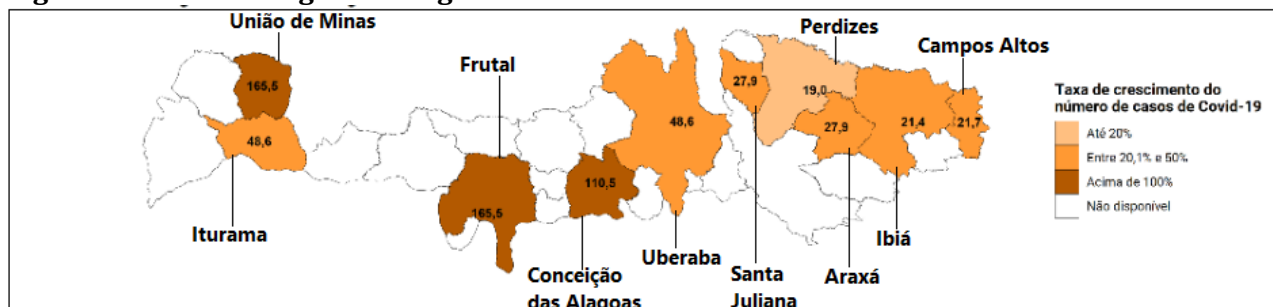 União de Minas
Perdizes
Campos Altos
Frutal
165,5
27,9
19,0
48,6
48,6
27,9
21,4
21,7
110,5
165,5
Iturama
Conceição
das Alagoas
Uberaba
Santa
Juliana
Araxá
Ibiá
Taxa de crescimento do
número de casos de Covid-19
Até 20%
Entre 20,1% e 50%
Acima de 100%
Não disponível